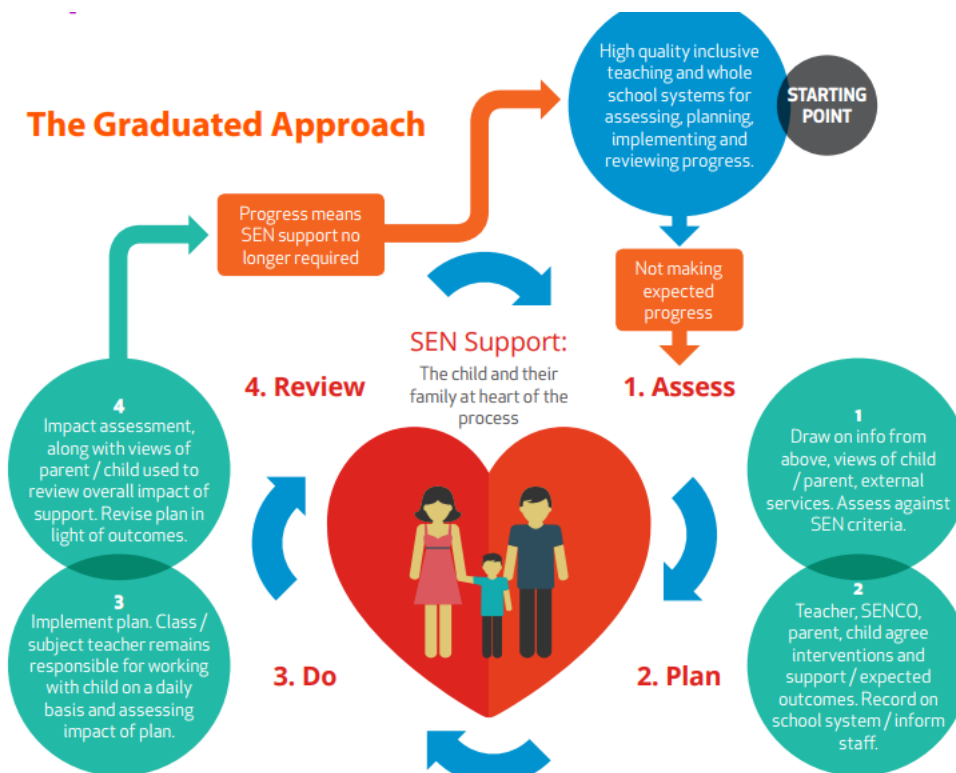 The Graduated Approach
High quality inclusive
teaching and whole
school systems for
assessing, planning,
implementing and
reviewing progress.
STARTING
POINT
Progress means
SEN support no
longer required
Not making
expected
progress
SEN Support:
The child and their
family at heart of the
process
4. Review
1. Assess
1
Draw on info from
above, views of child
/ parent, external
services. Assess against
SEN criteria.
2
Teacher, SENCO,
parent, child agree
interventions and
support / expected
outcomes. Record on
school system / inform
staff.
2. Plan
3. Do
3
Implement plan. Class /
subject teacher remains
responsible for working
with child on a daily
basis and assessing
impact of plan.
4
Impact assessment,
along with views of
parent / child used to
review overall impact of
support. Revise plan in
light of outcomes.